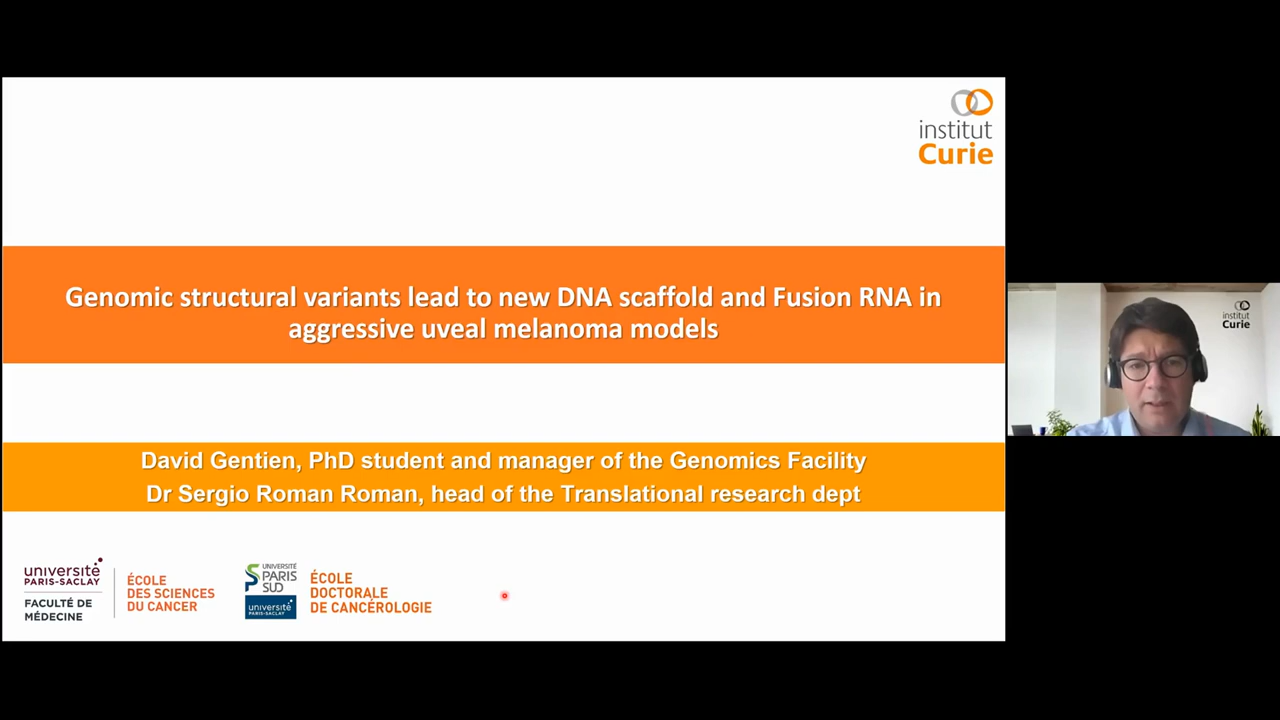 institut
Curie
Genomic structural variants lead to new DNA scaffold and Fusion RNA in
aggressive uveal melanoma models
David Gentien, PhD student and manager of the Genomics Facility
Dr Sergio Roman Roman, head of the Translational research dept
université
PARIS-SACLAY
FACULTÉ DE
MÉDECINE
ÉCOLE
DES SCIENCES
DU CANCER
UNIVERSITÉ
PARIS
SUD
université
PARIS-SACLAY
ÉCOLE
DOCTORALE
DE CANCÉROLOGIE
institut
Curie